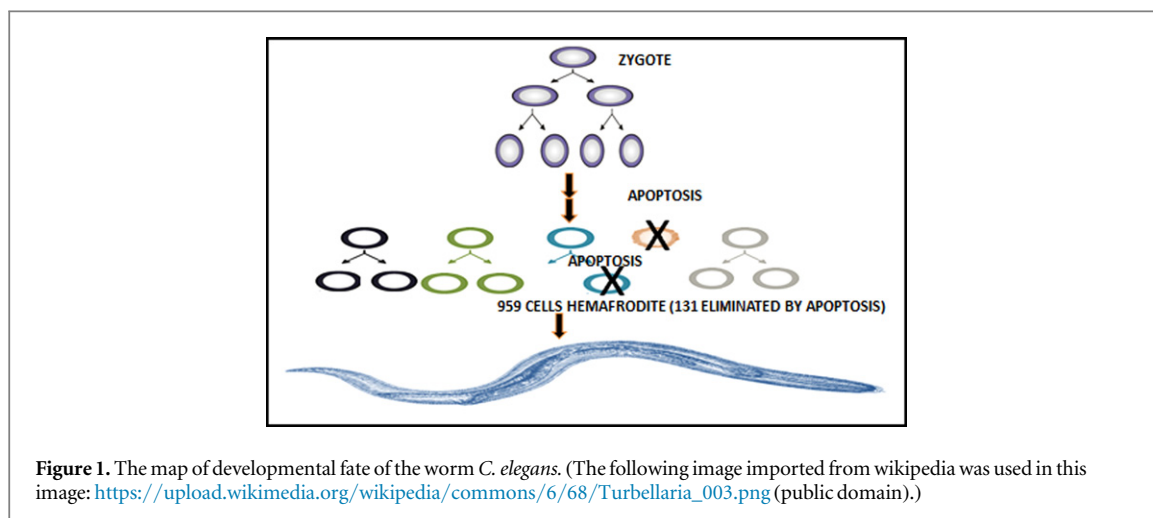 ZYGOTE
APOPTOSIS
APOPTOSIS
959 CELLS HEMAFRODITE (131 ELIMINATED BY APOPTOSIS)
Figure 1. The map of developmental fate of the worm C. elegans. (The following image imported from wikipedia was used in this
image: https://upload.wikimedia.org/wikipedia/commons/6/68/Turbellaria_003.png (public domain).)